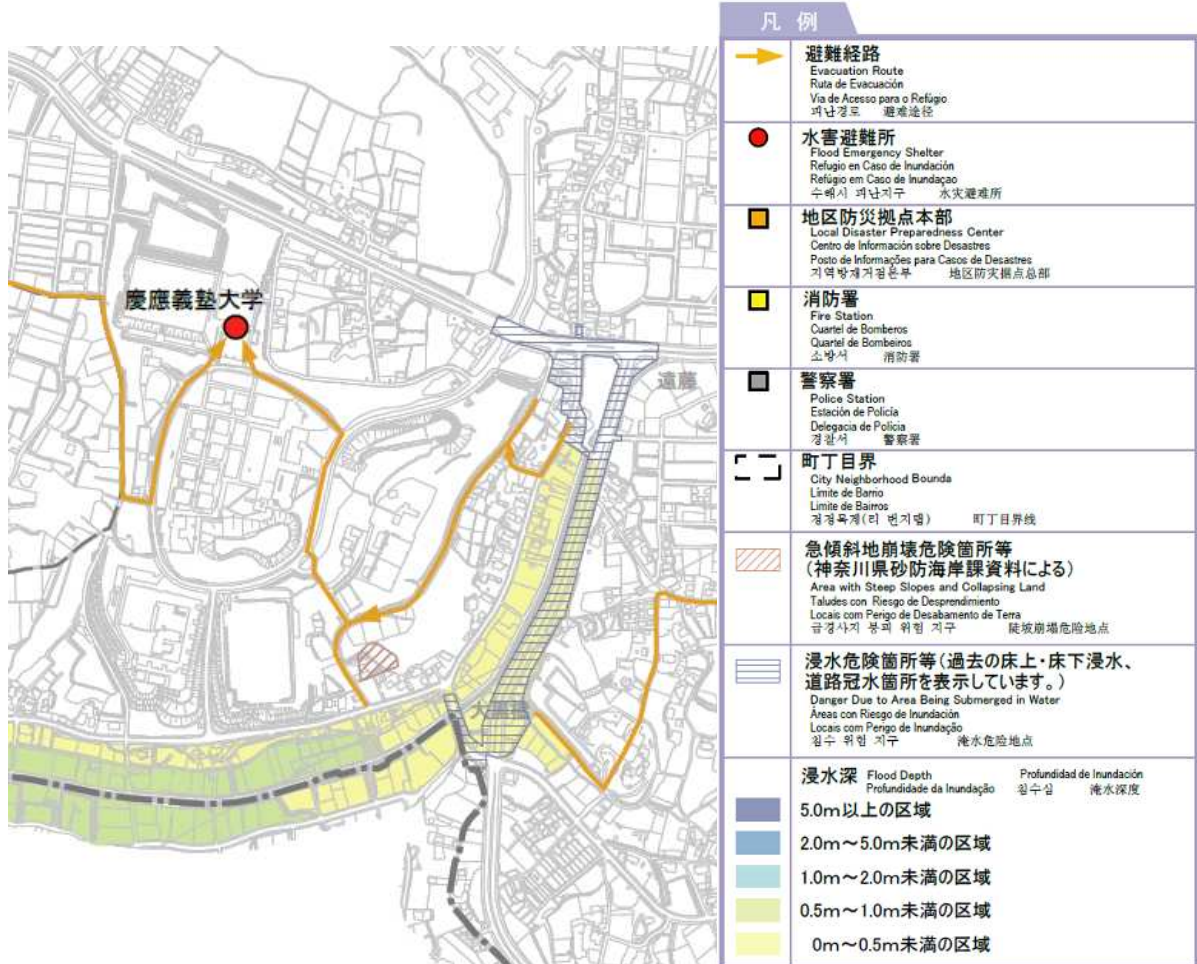 慶應義塾大学
遠藤
凡例
避難経路
Evacuation Route
Ruta de Evacuación
Via de Acesso para o Refúgio
피난경로 避难途径
水害避難所
Flood Emergency Shelter
Refugio en Caso de Inundación
Refúgio em Caso de Inundaçao
수해시 피난지구 水灾避难所
地区防災拠点本部
Local Disaster Preparedness Center
Centro de Información sobre Desastres
Posto de Informações para Casos de Desastres
지역방재거점본부 地区防灾据点总部
消防署
Fire Station
Cuartel de Bomberos
Quartel de Bombeiros
소방서 消防署
警察署
Police Station
Estación de Policía
Delegacia de Polícia
경찰서 警察署
町丁目界
City Neighborhood Bounda
Límite de Barrio
Limite de Bairros
町丁目界线
急傾斜地崩壊危険箇所等
(神奈川県砂防海岸課資料による)
Area with Steep Slopes and Collapsing Land
Taludes con Riesgo de Desprendimiento
Locais com Perigo de Desabamento de Terra
급경사지 붕괴 위험 지구 陡坡崩塌危险地点
浸水危険箇所等(過去の床上・床下浸水、
道路冠水箇所を表示しています。)
Danger Due to Area Being Submerged in Water
Áreas con Riesgo de Inundación
Locais com Perigo de Inundação
침수 위험 지구 淹水危险地点
浸水深 Flood Depth Profundidad de Inundación
Profundidade da Inundação 침수심 淹水深度
5.0m以上の区域
2.0m～5.0m未満の区域
1.0m～2.0m未満の区域
0.5m～1.0m未満の区域
0m～0.5m未満の区域